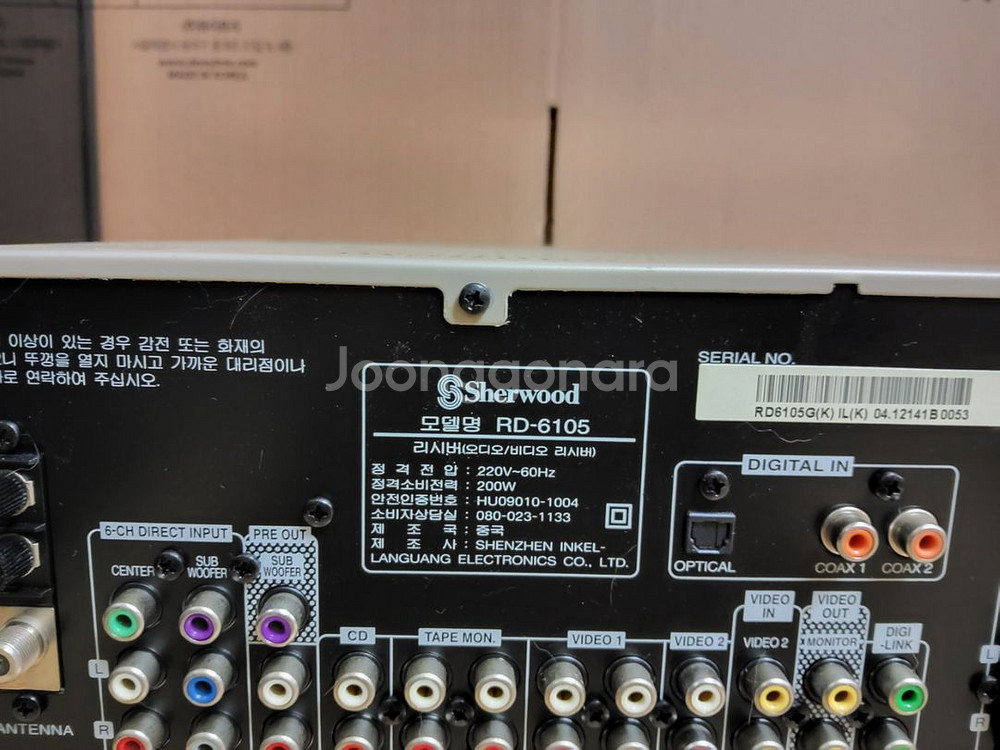 MADE IN KOREA
Joonggonara
이상이 있는 경우 감전 또는 화재의
뚜껑을 열지 마시고 가까운 대리점이나
연락하여 주십시오.
Sherwood
모델명 RD-6105
리시버(오디오/비디오 리시버)
정 격 전 압 : 220V~60Hz
정격소비전력 : 200W
안전인증번호 : HU09010-1004
소비자상담실 : 080-023-1133
제 조 국 : 중국
제 조 사 : SHENZHEN INKEL-
LANGUANG ELECTRONICS CO., LTD.
SERIAL NO.
RD6105G(K) IL(K) 04.12141B0053
DIGITAL IN
OPTICAL
COAX 1
COAX 2
6-CH DIRECT INPUT
PRE OUT
CENTER
SUB
WOOFER
SUB
WOOFER
CD
TAPE MON.
VIDEO 1
VIDEO 2
VIDEO
IN
VIDEO 2
VIDEO
OUT
MONITOR
DIGI
-LINK
L
R
ANTENNA
L
R